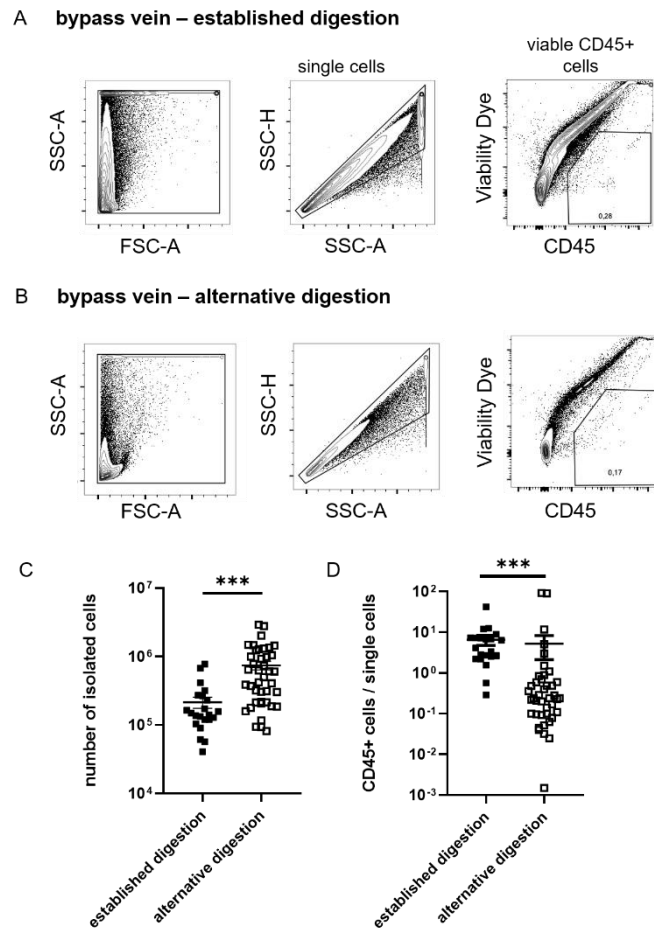 A bypass vein – established digestion
single cells
viable CD45+
cells
SSC-A
FSC-A
SSC-H
SSC-A
Viability Dye
0,28
CD45
B bypass vein – alternative digestion
SSC-A
FSC-A
SSC-H
SSC-A
Viability Dye
0,17
CD45
C
number of isolated cells
10^7
10^6
10^5
10^4
***
established digestion
alternative digestion
D
CD45+ cells / single cells
10^2
10^1
10^0
10^-1
10^-2
10^-3
***
established digestion
alternative digestion